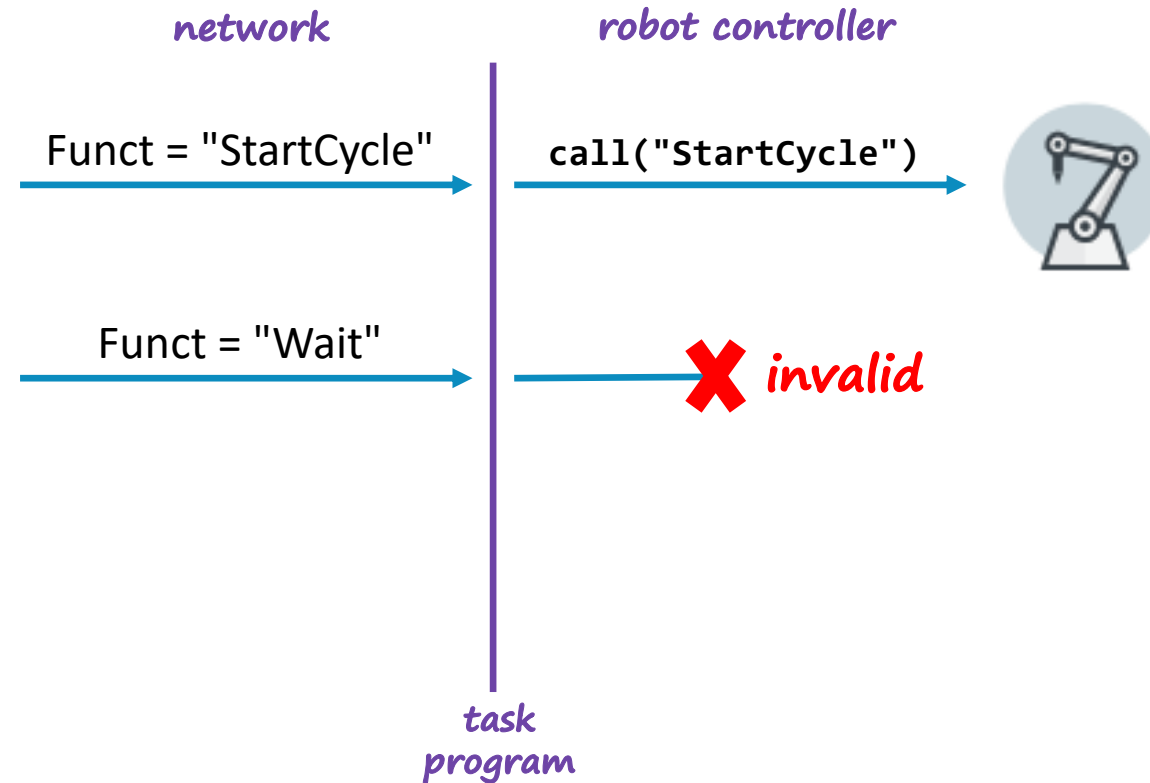 network
robot controller
Funct = "StartCycle"
call("StartCycle")
Funct = "Wait"
invalid
task
program